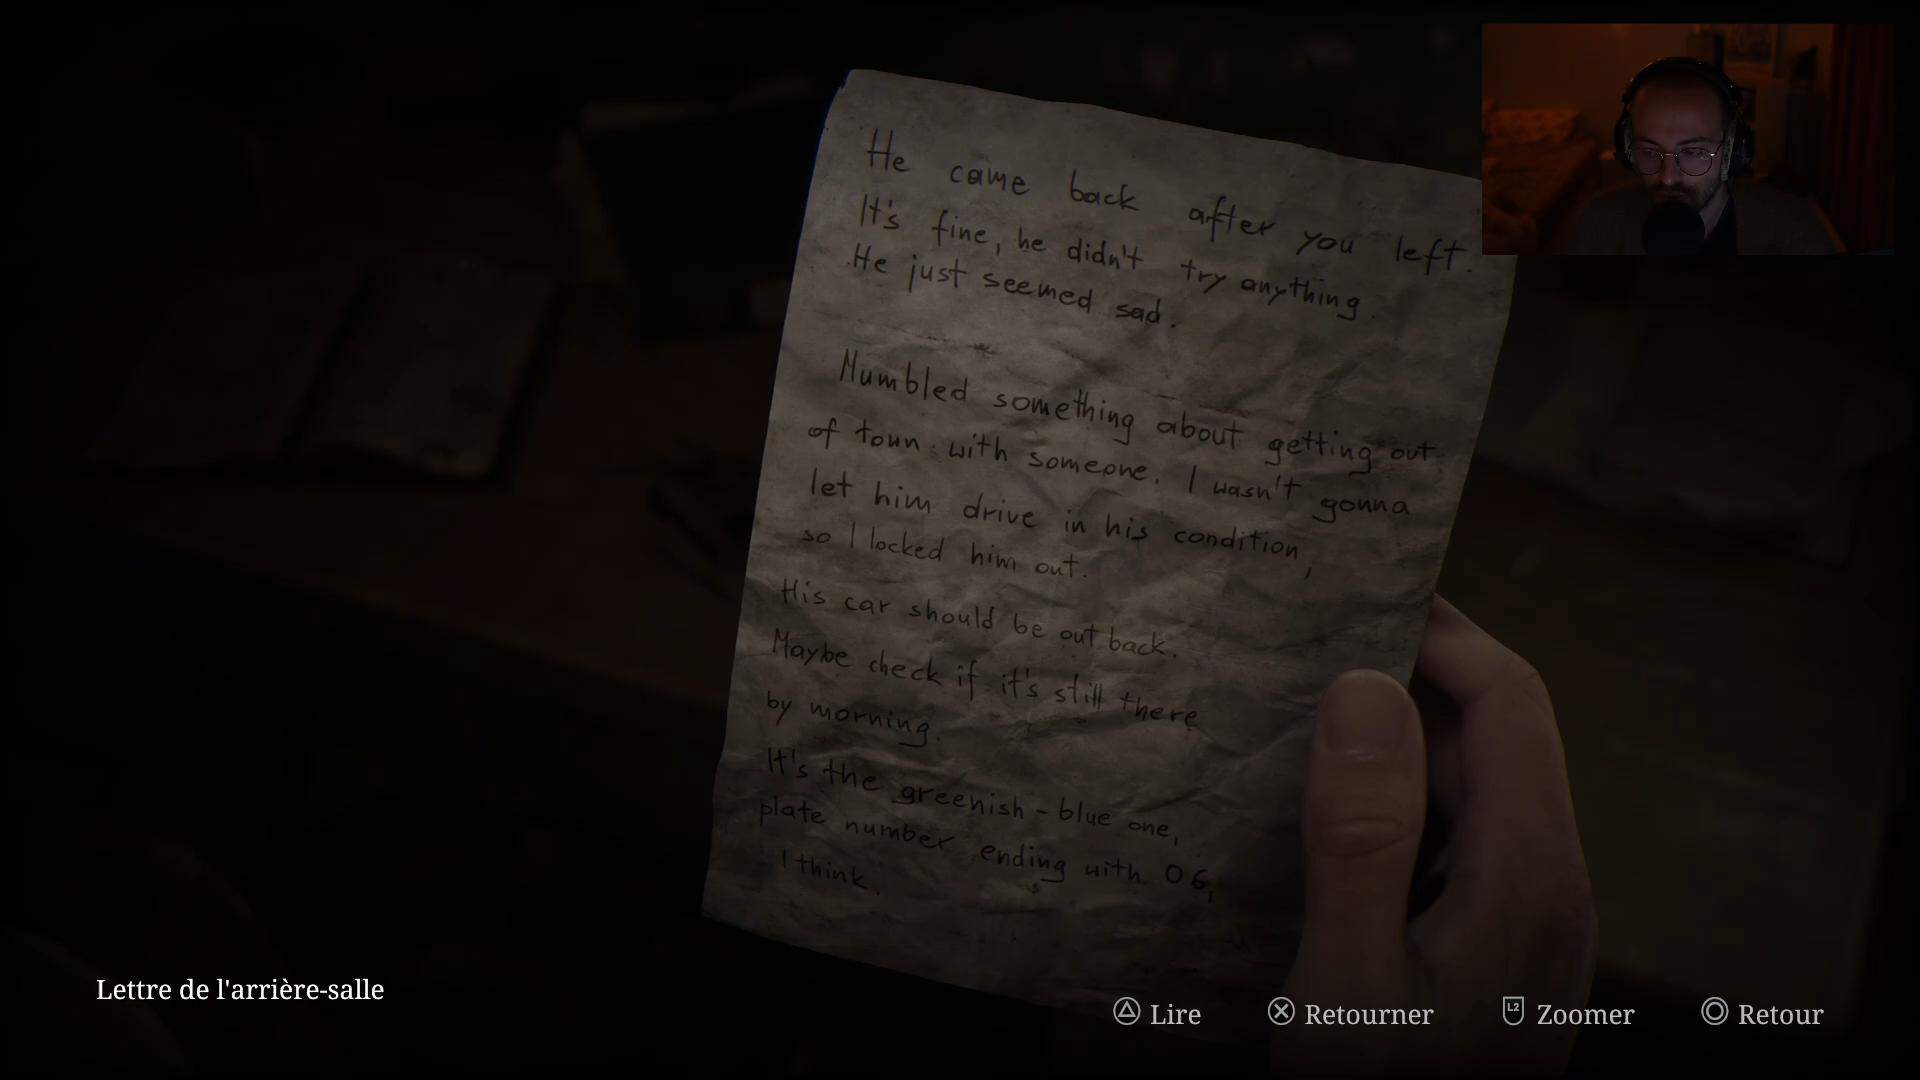 He came back after you left.
It's fine, he didn't try anything.
He just seemed sad.
Mumbled something about getting out
of town with someone. I wasn't gonna
let him drive in his condition,
so I locked him out.
His car should be out back.
Maybe check if it's still there
by morning.
It's the greenish-blue one,
plate number ending with 06,
I think.
Lettre de l'arrière-salle
Lire
Retourner
L2 Zoomer
Retour